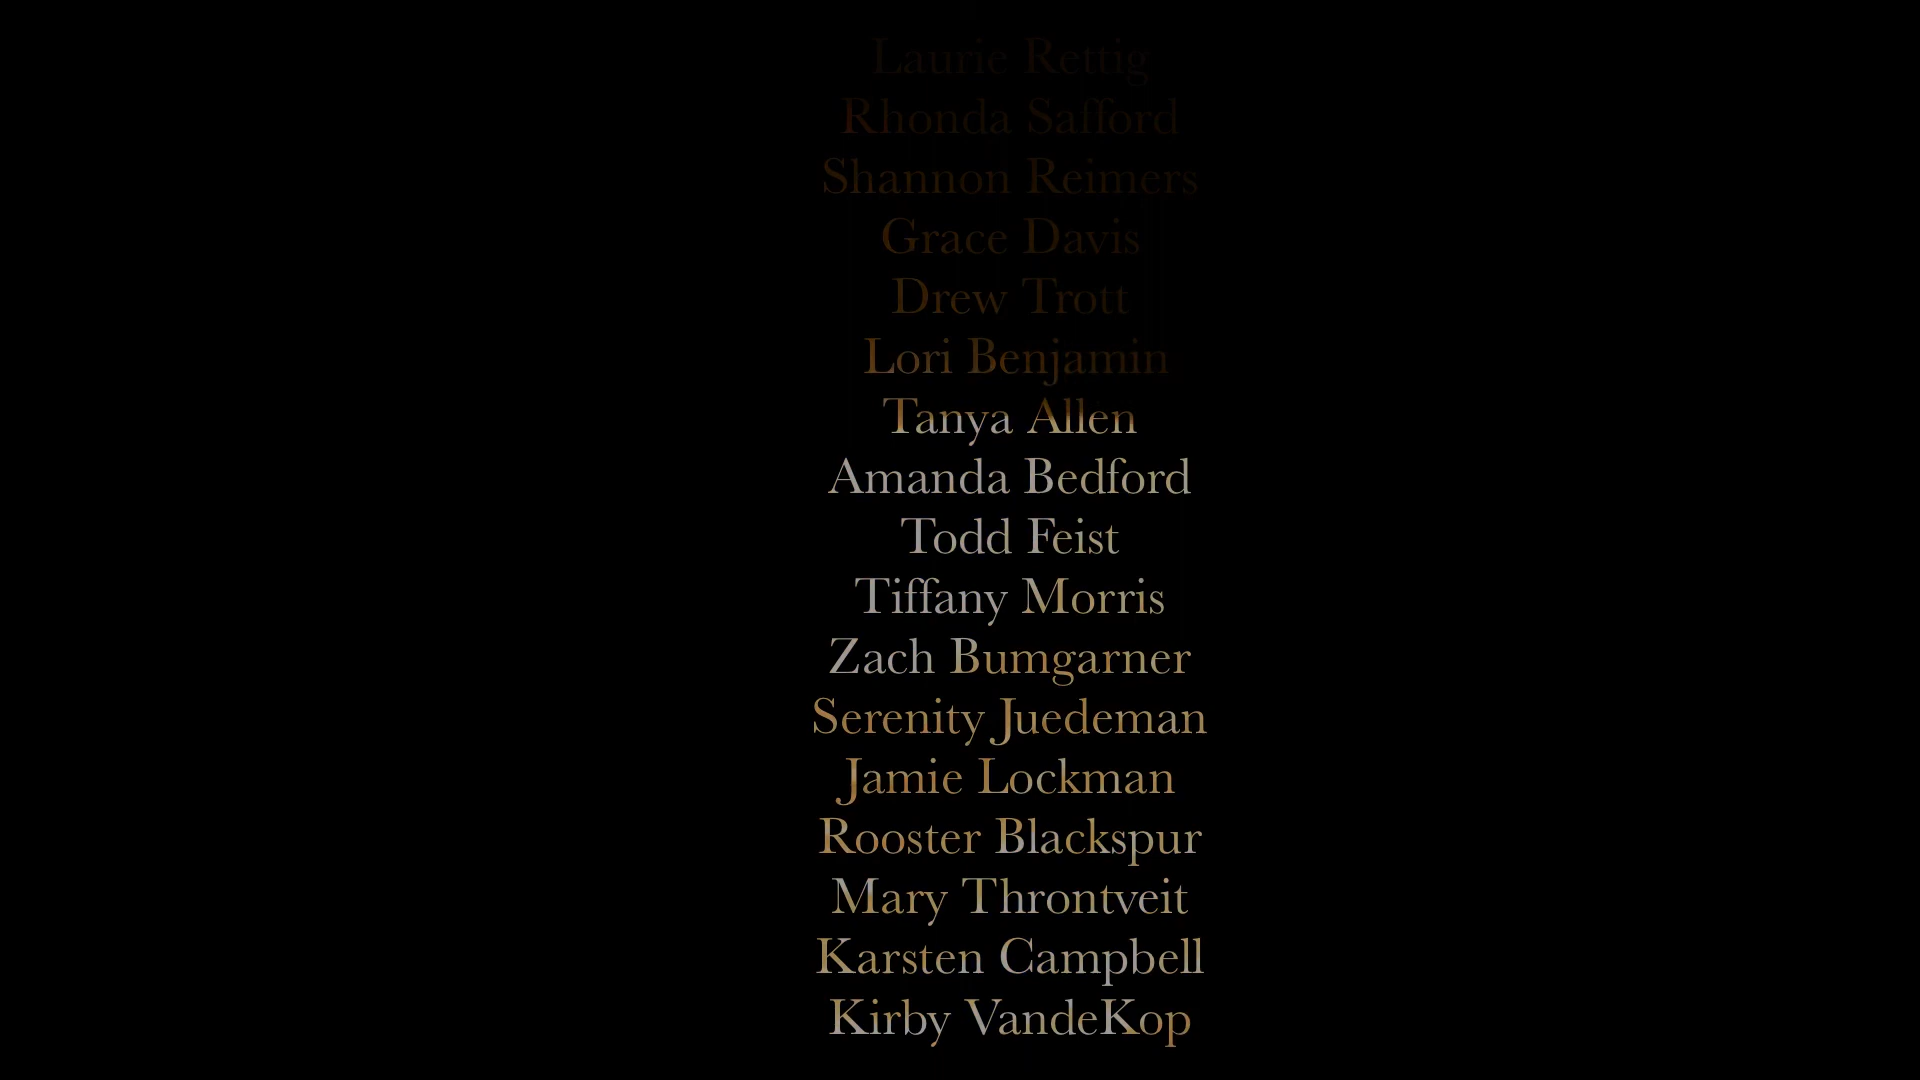 Laurie Rettig
Rhonda Safford
Shannon Reimers
Grace Davis
Drew Trott
Lori Benjamin
Tanya Allen
Amanda Bedford
Todd Feist
Tiffany Morris
Zach Bumgarner
Serenity Juedeman
Jamie Lockman
Rooster Blackspur
Mary Throntveit
Karsten Campbell
Kirby VandeKop